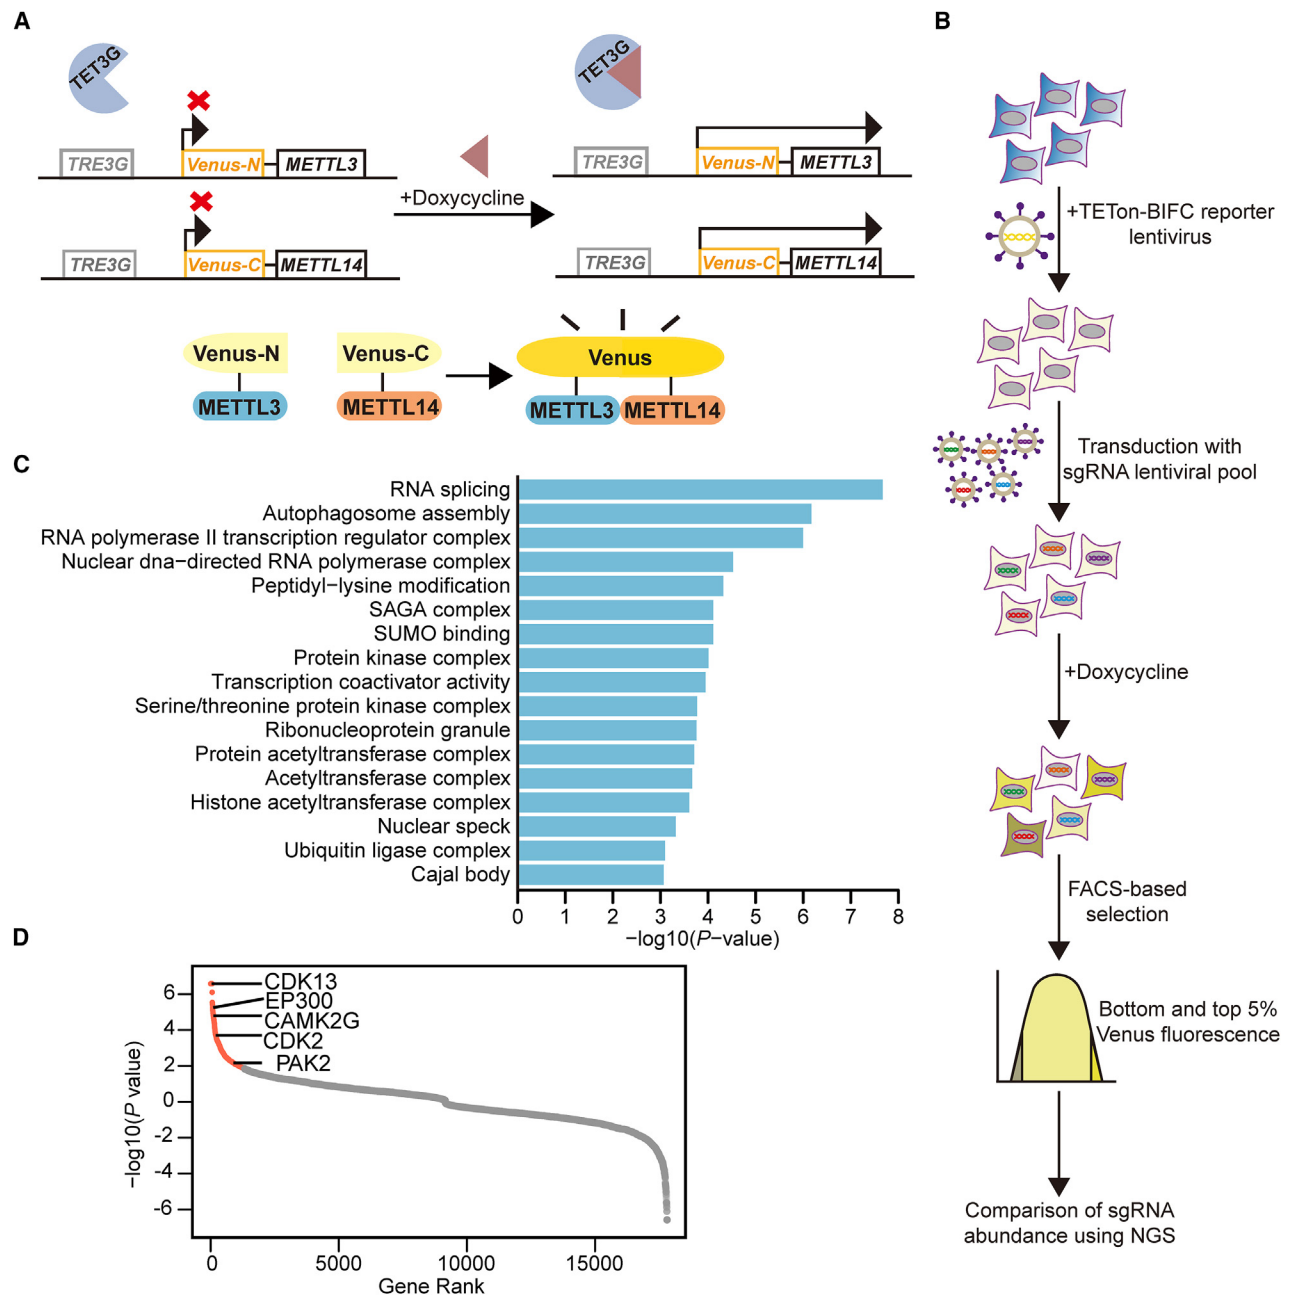 A
TET3G
TRE3G
Venus-N
METTL3
TRE3G
Venus-C
METTL14
+Doxycycline
TET3G
TRE3G
Venus-N
METTL3
TRE3G
Venus-C
METTL14
Venus-N
METTL3
Venus-C
METTL14
Venus
METTL3
METTL14
B
+TETon-BIFC reporter
lentivirus
Transduction with
sgRNA lentiviral pool
+Doxycycline
FACS-based
selection
Bottom and top 5%
Venus fluorescence
Comparison of sgRNA
abundance using NGS
C
RNA splicing
Autophagosome assembly
RNA polymerase II transcription regulator complex
Nuclear dna−directed RNA polymerase complex
Peptidyl−lysine modification
SAGA complex
SUMO binding
Protein kinase complex
Transcription coactivator activity
Serine/threonine protein kinase complex
Ribonucleoprotein granule
Protein acetyltransferase complex
Acetyltransferase complex
Histone acetyltransferase complex
Nuclear speck
Ubiquitin ligase complex
Cajal body
0 1 2 3 4 5 6 7 8
−log10(P−value)
D
−log10(P value)
6
4
2
0
-2
-4
-6
CDK13
EP300
CAMK2G
CDK2
PAK2
0 5000 10000 15000
Gene Rank